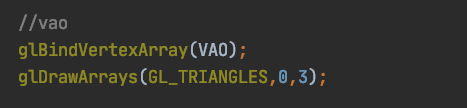 //vao
glBindVertexArray(VAO);
glDrawArrays(GL_TRIANGLES,0,3);